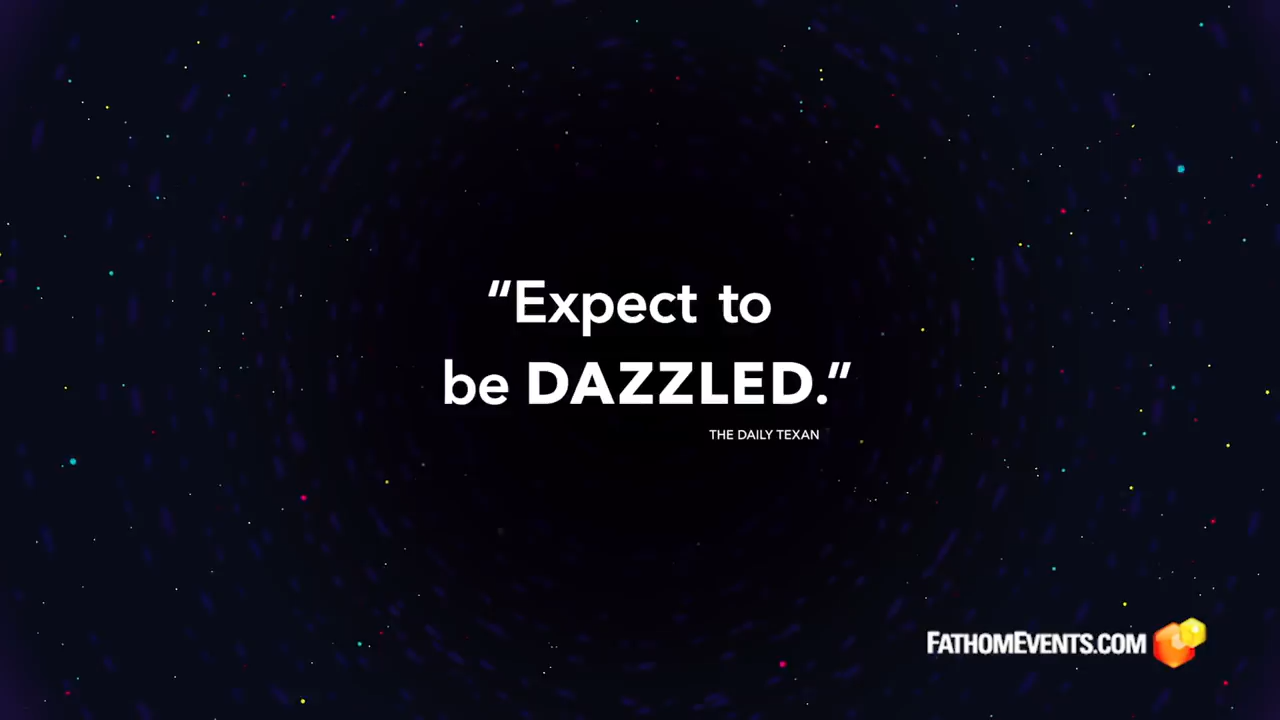 “Expect to
be DAZZLED.”
THE DAILY TEXAN
FATHOMEVENTS.COM